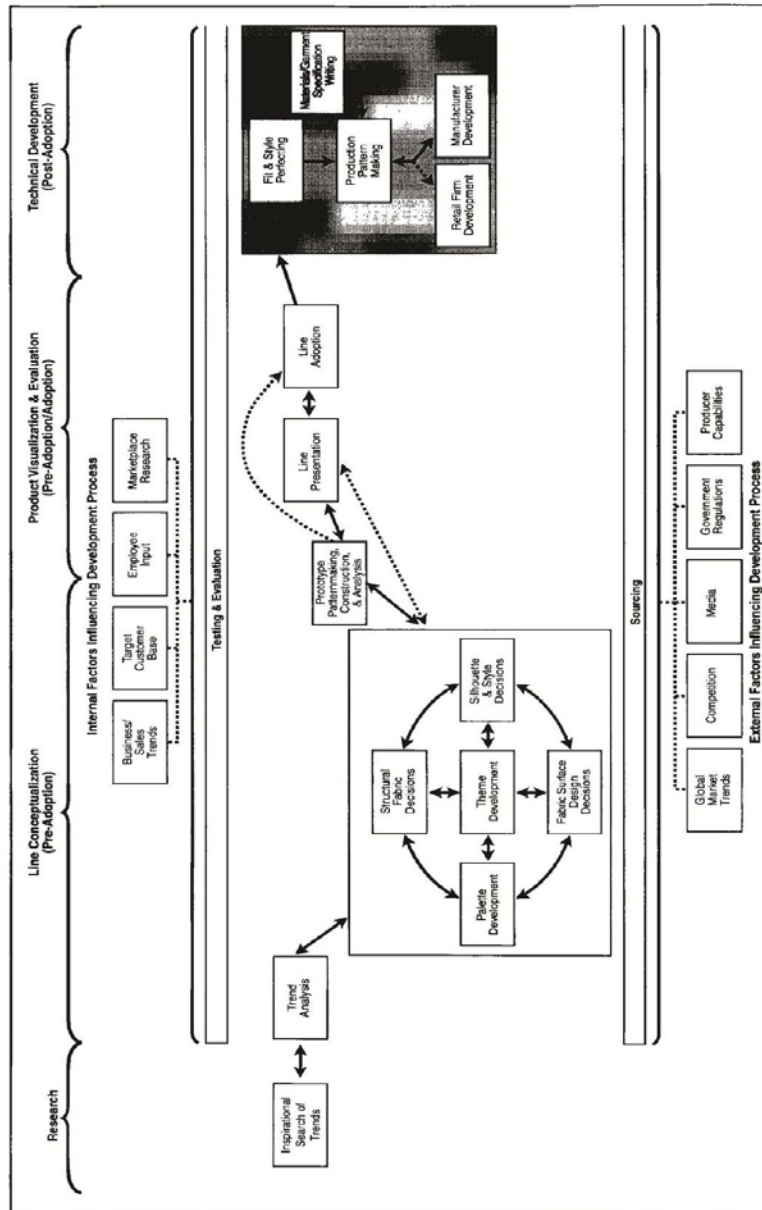 Research
Line Conceptualization
(Pre-Adoption)
Product Visualization & Evaluation
(Pre-Adoption/Adoption)
Technical Development
(Post-Adoption)
Internal Factors Influencing Development Process
Business/
Sales
Trends
Target
Customer
Base
Employee
Input
Marketplace
Research
Testing & Evaluation
Inspirational
Search of
Trends
Trend
Analysis
Structural
Fabric
Decisions
Palette
Development
Theme
Development
Silhouette
& Style
Decisions
Fabric Surface
Design
Decisions
Prototype
Patternmaking,
Construction,
& Analysis
Line
Presentation
Line
Adoption
Fit & Style
Perfecting
Materials/Garment
Specification
Writing
Production
Pattern
Making
Retail Firm
Development
Manufacturer
Development
Sourcing
Global
Market
Trends
Competition
Media
Government
Regulations
Producer
Capabilities
External Factors Influencing Development Process